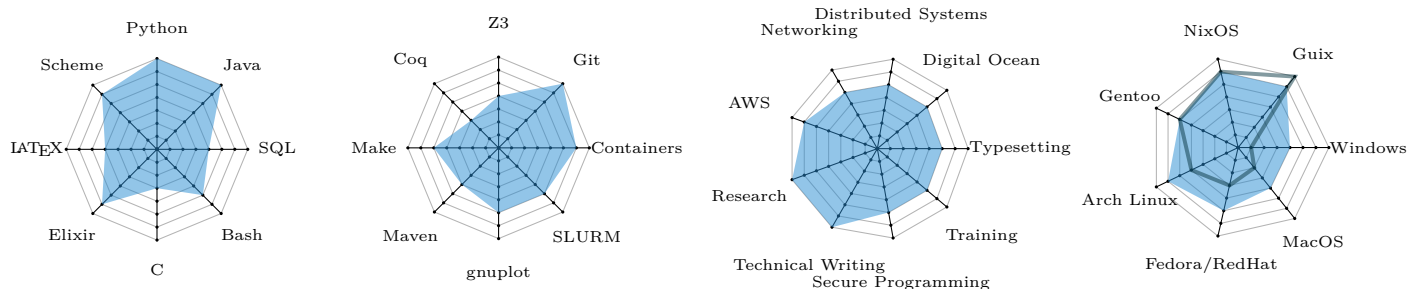 Python
Scheme
Java
LATEX
SQL
Elixir
Bash
C
Z3
Coq
Git
Make
Containers
Maven
SLURM
gnuplot
Distributed Systems
Networking
Digital Ocean
AWS
Typesetting
Research
Training
Technical Writing
Secure Programming
NixOS
Guix
Gentoo
Windows
Arch Linux
MacOS
Fedora/RedHat